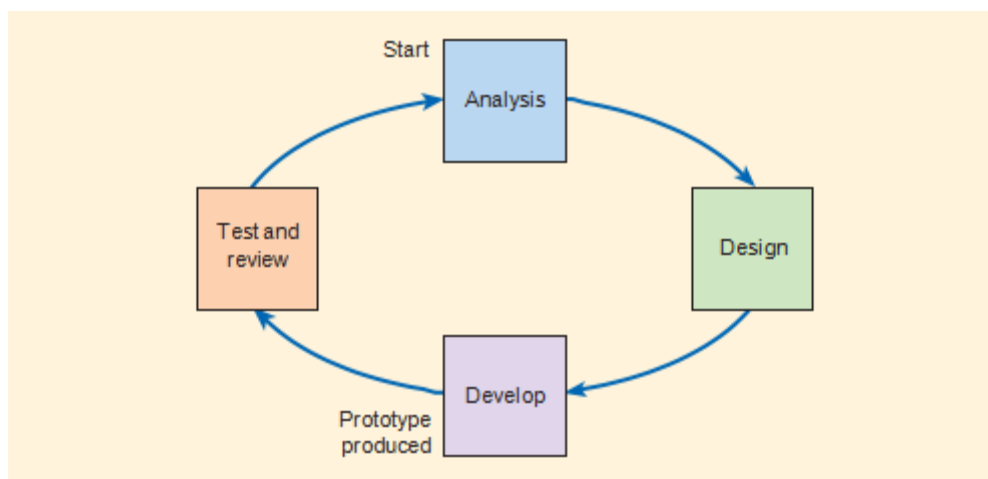 Start
Analysis
Design
Develop
Prototype
produced
Test and
review